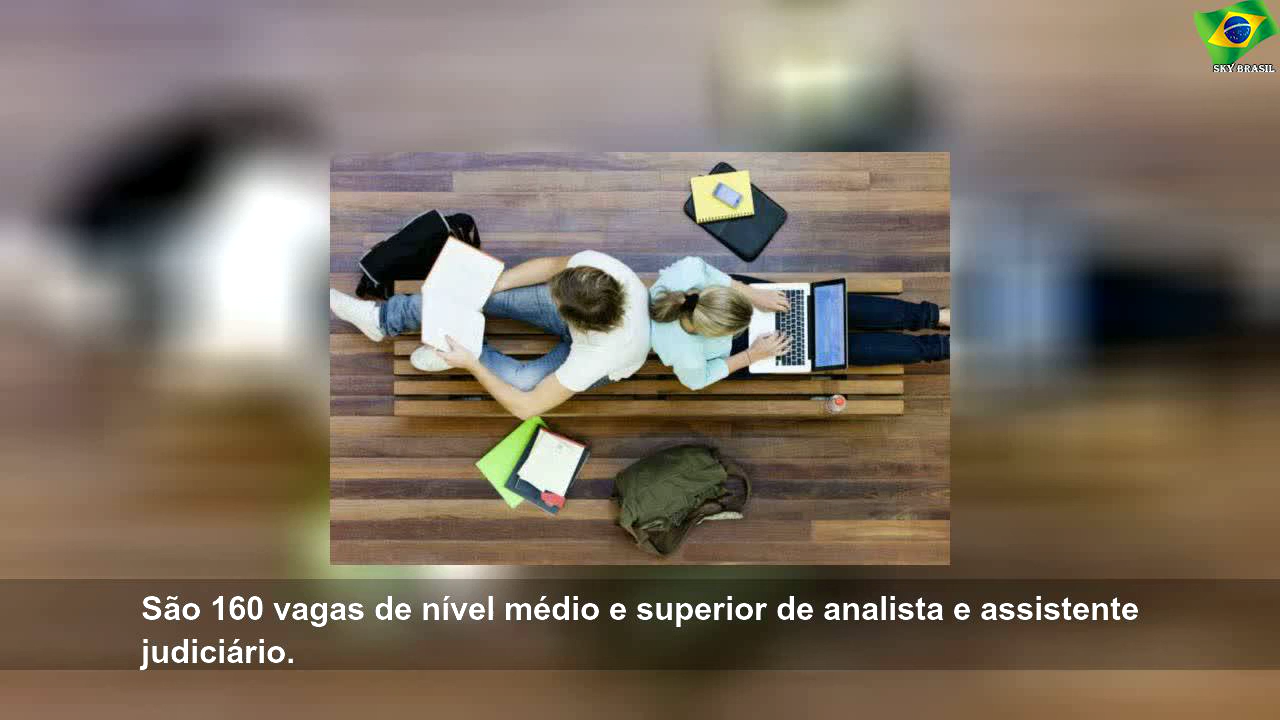 SKY BRASIL
São 160 vagas de nível médio e superior de analista e assistente
judiciário.